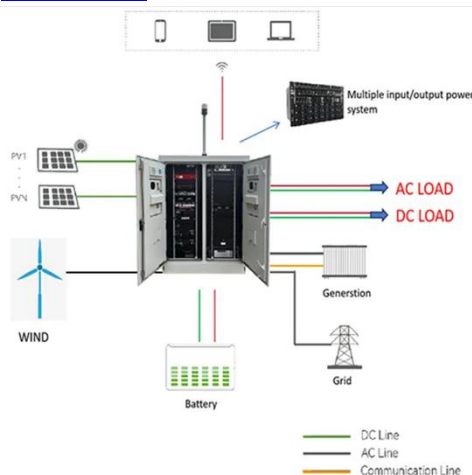 Multiple input/output power
system
PV1
PVN
AC LOAD
DC LOAD
WIND
Generstion
Grid
Battery
DC Line
AC Line
Communication Line